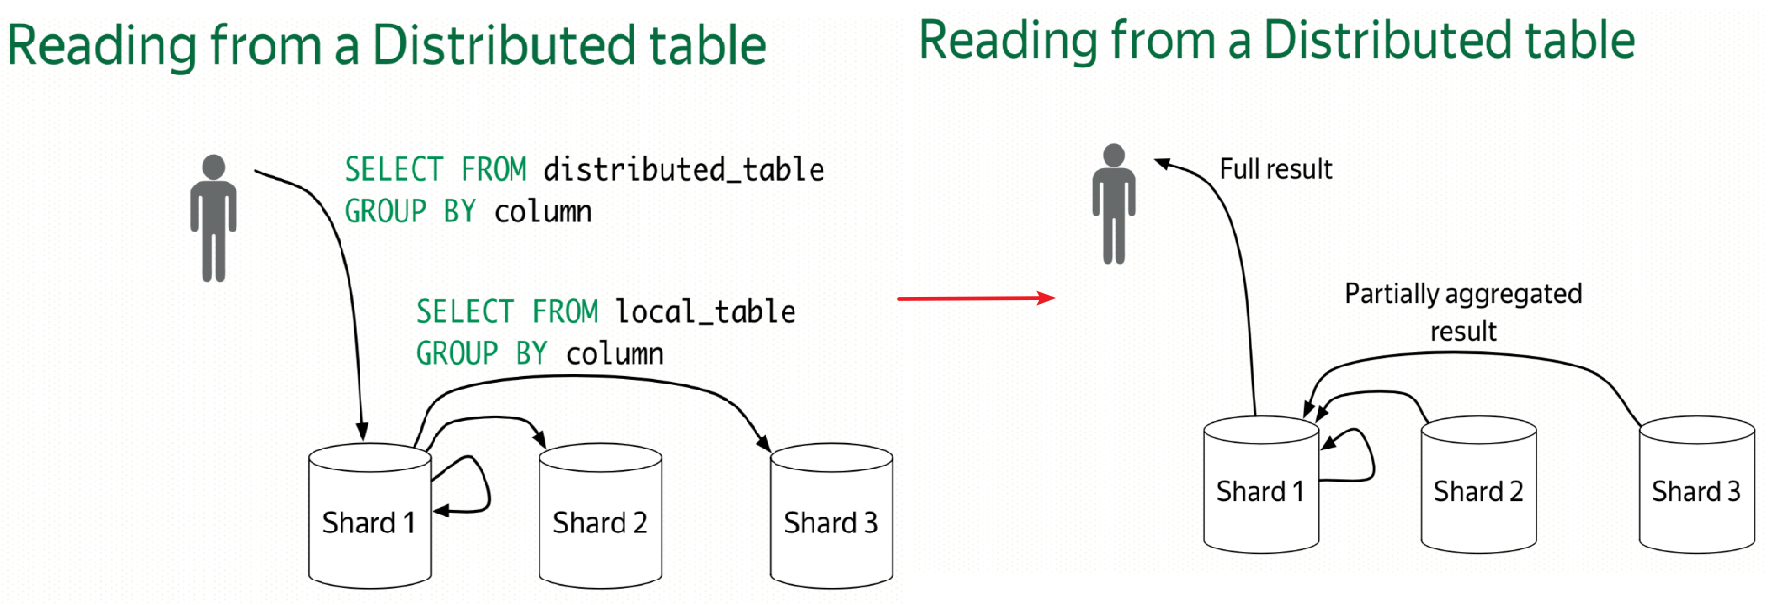 Reading from a Distributed table
SELECT FROM distributed_table
GROUP BY column
SELECT FROM local_table
GROUP BY column
Shard 1
Shard 2
Shard 3
Reading from a Distributed table
Full result
Partially aggregated
result
Shard 1
Shard 2
Shard 3